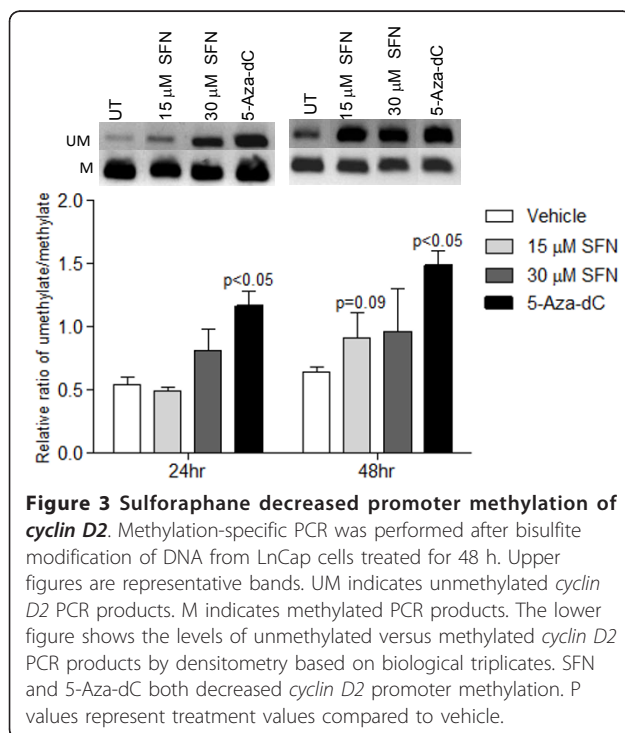 UT
15 μM SFN
30 μM SFN
5-Aza-dC
UT
15 μM SFN
30 μM SFN
5-Aza-dC
UM
M
Relative ratio of umethylate/methylate
2.0
1.5
1.0
0.5
0.0
p<0.05
p=0.09
p<0.05
24hr
48hr
Vehicle
15 μM SFN
30 μM SFN
5-Aza-dC
Figure 3 Sulforaphane decreased promoter methylation of
cyclin D2. Methylation-specific PCR was performed after bisulfite
modification of DNA from LnCap cells treated for 48 h. Upper
figures are representative bands. UM indicates unmethylated cyclin
D2 PCR products. M indicates methylated PCR products. The lower
figure shows the levels of unmethylated versus methylated cyclin D2
PCR products by densitometry based on biological triplicates. SFN
and 5-Aza-dC both decreased cyclin D2 promoter methylation. P
values represent treatment values compared to vehicle.